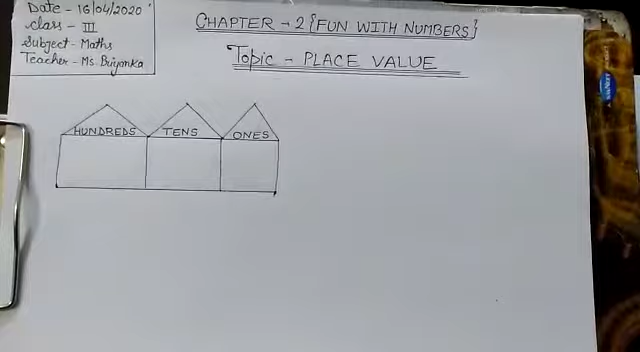 Date - 16/04/2020
Class - III
Subject - Maths
Teacher - Ms. Priyanka
CHAPTER - 2 {FUN WITH NUMBERS}
Topic - PLACE VALUE
HUNDREDS TENS ONES